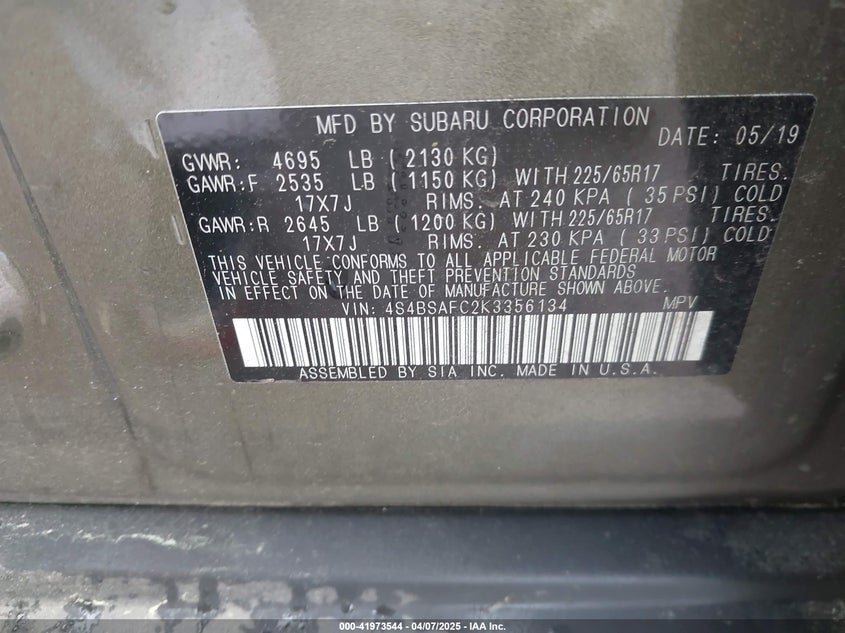 MFD BY SUBARU CORPORATION
DATE: 05/19
GVWR: 4695 LB ( 2130 KG)
GAWR:F 2535 LB ( 1150 KG) WITH 225/65R17 TIRES.
17X7J RIMS. AT 240 KPA ( 35 PSI) COLD
GAWR:R 2645 LB ( 1200 KG) WITH 225/65R17 TIRES.
17X7J RIMS. AT 230 KPA ( 33 PSI) COLD
THIS VEHICLE CONFORMS TO ALL APPLICABLE FEDERAL MOTOR
VEHICLE SAFETY AND THEFT PREVENTION STANDARDS
IN EFFECT ON THE DATE OF MANUFACTURE SHOWN ABOVE.
VIN: 4S4BSAFC2K3356134 MPV
ASSEMBLED BY SIA INC. MADE IN U.S.A.
000-41973544 - 04/07/2025 - IAA Inc.